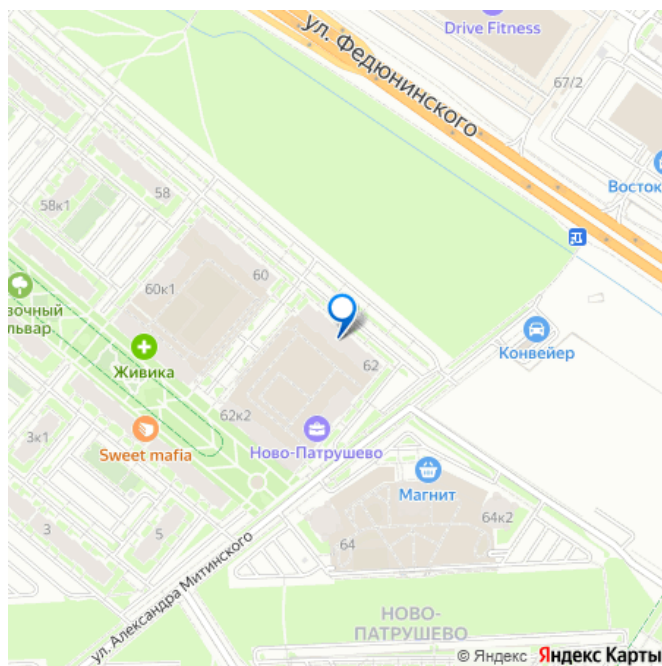 Drive Fitness
ул. Федюнинского
67/2
Восток
58
58к1
60
60к1
вочный
львар
Живика
62
Конвейер
62к2
Ново-Патрушево
3к1
Sweet mafia
Магнит
64к2
3
5
64
ул. Александра Митинского
НОВО-
ПАТРУШЕВО
© Яндекс Яндекс Карты